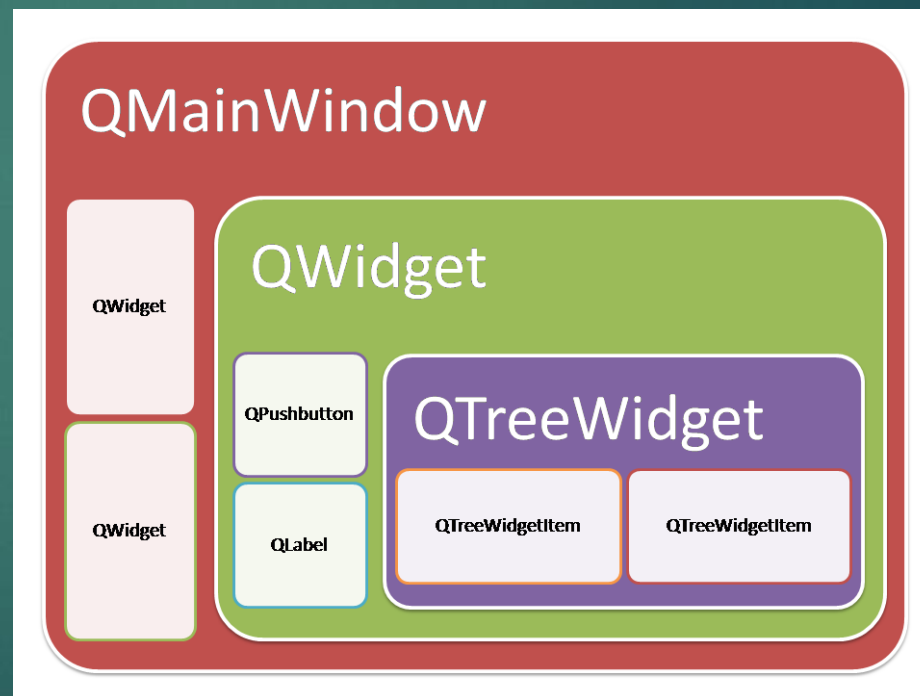 QMainWindow
QWidget
QWidget
QWidget
QPushbutton
QLabel
QTreeWidget
QTreeWidgetItem
QTreeWidgetItem